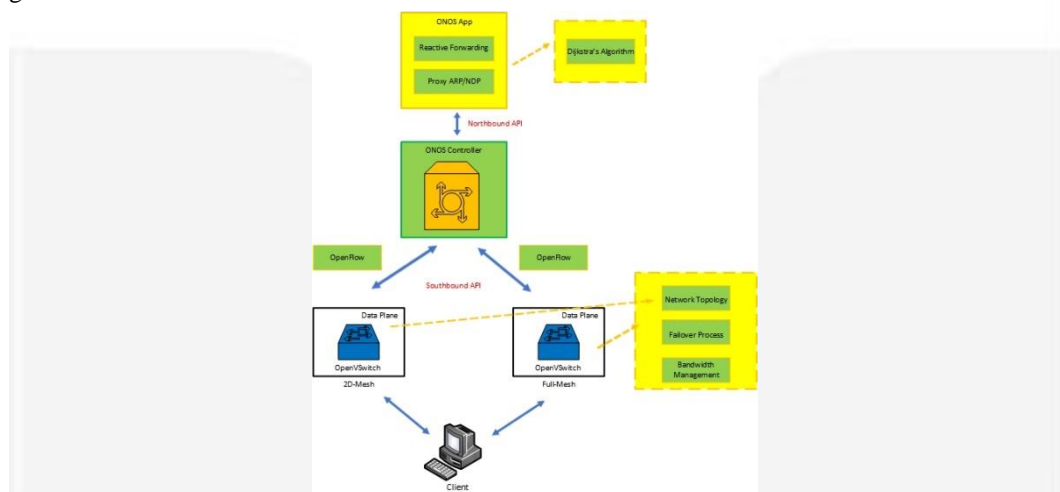 ONOS App
Reactive Forwarding
Proxy ARP/NDP
Dijkstra's Algorithm
Northbound API
ONOS Controller
OpenFlow
OpenFlow
Southbound API
Data Plane
OpenVSwitch
2D-Mesh
Data Plane
OpenVSwitch
Full-Mesh
Network Topology
Failover Process
Bandwidth
Management
Client